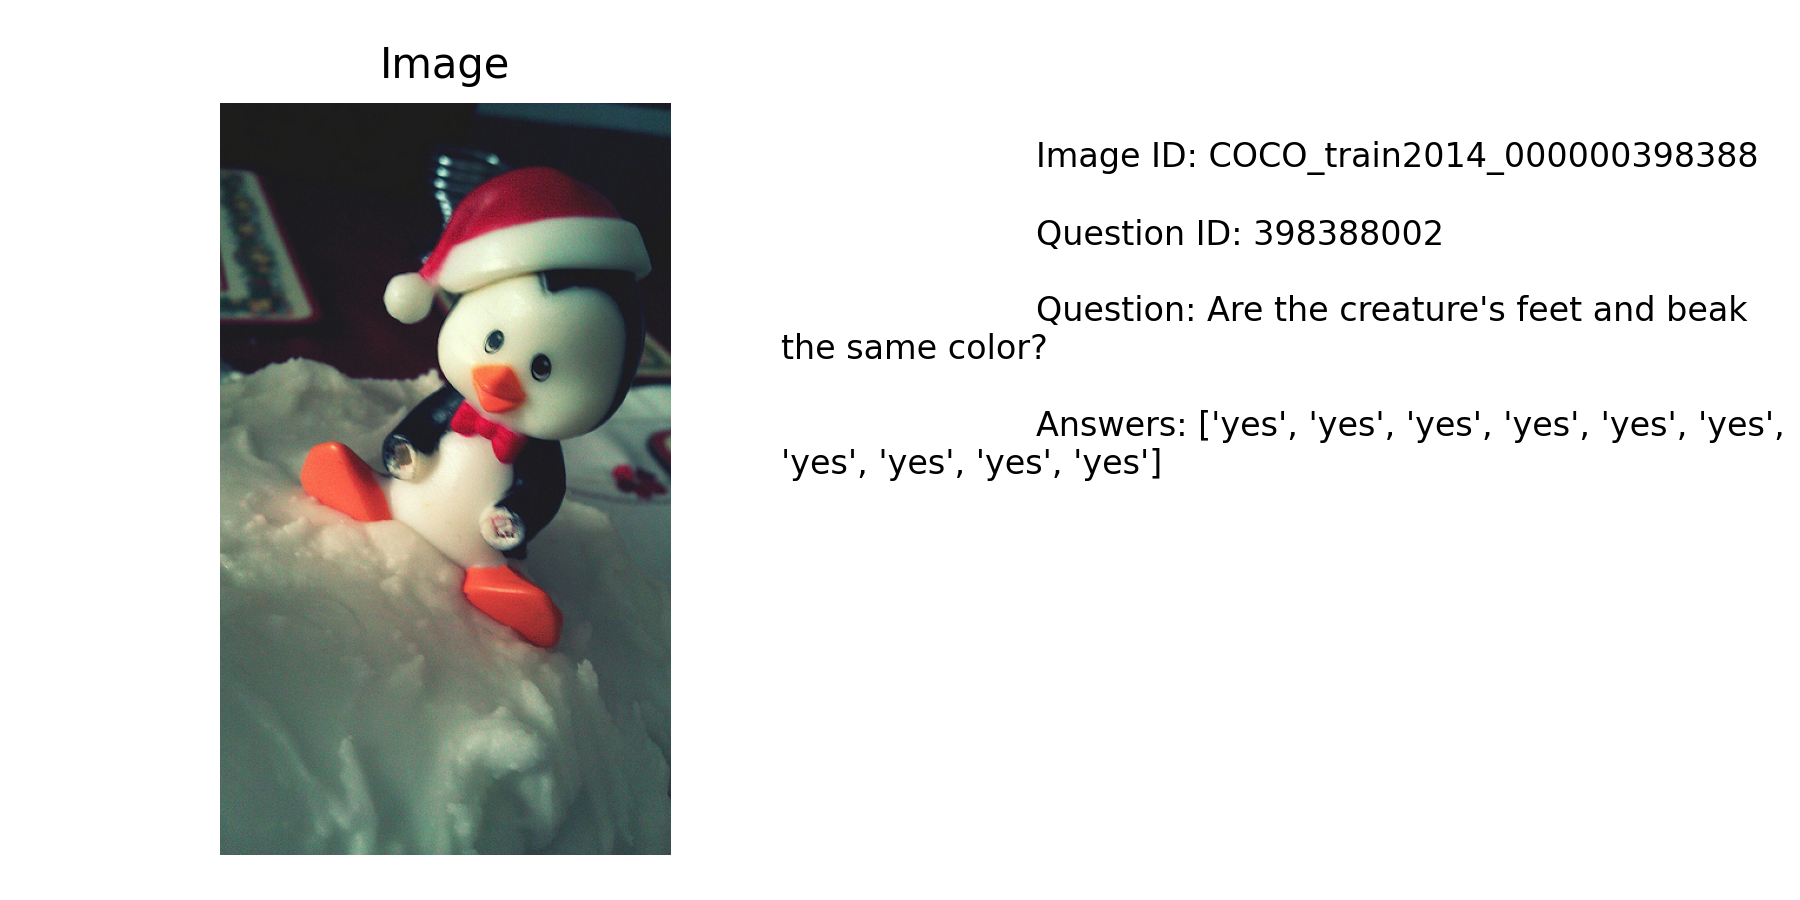 Image
Image ID: COCO_train2014_000000398388
Question ID: 398388002
Question: Are the creature's feet and beak
the same color?
Answers: ['yes', 'yes', 'yes', 'yes', 'yes', 'yes',
'yes', 'yes', 'yes', 'yes']